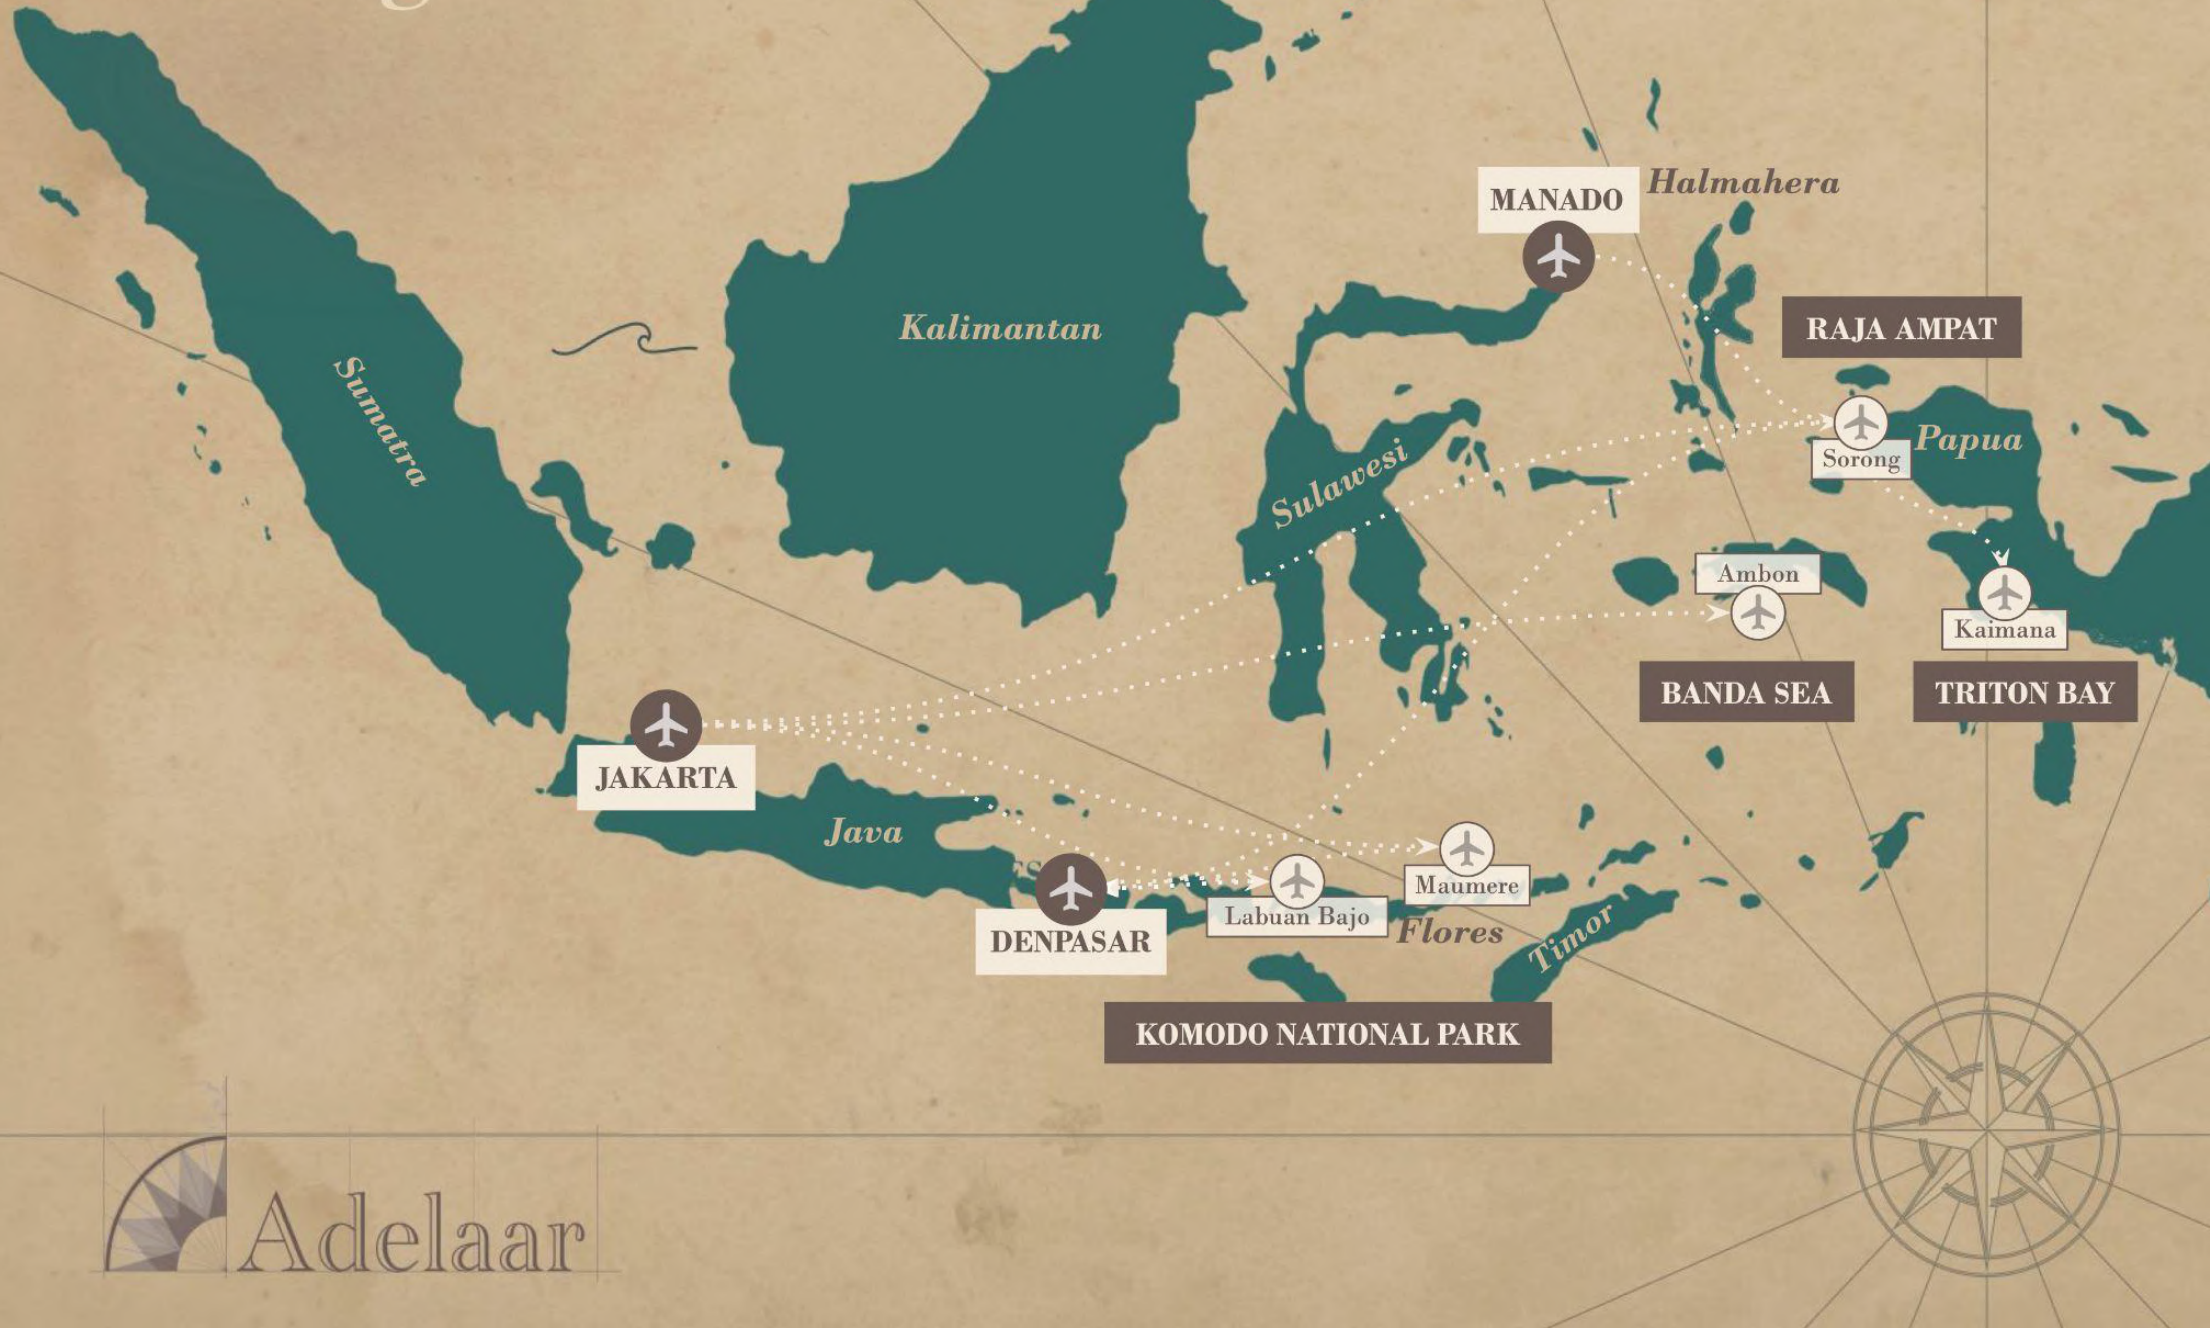 MANADO
Halmahera
RAJA AMPAT
Kalimantan
Sumatra
Papua
Sorong
Sulawesi
Ambon
Kaimana
BANDA SEA
TRITON BAY
JAKARTA
Java
Maumere
Labuan Bajo
Flores
DENPASAR
Timor
KOMODO NATIONAL PARK
Adelaar